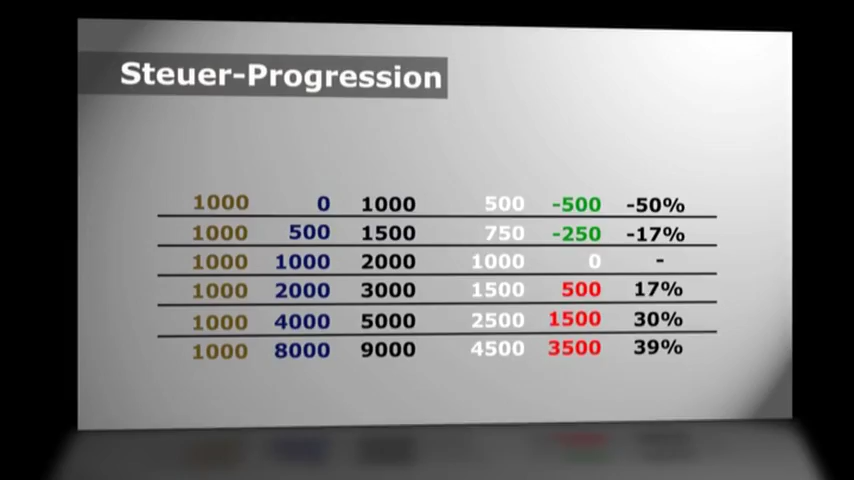 Steuer-Progression
1000 0 1000 500 -500 -50%
1000 500 1500 750 -250 -17%
1000 1000 2000 1000 0 -
1000 2000 3000 1500 500 17%
1000 4000 5000 2500 1500 30%
1000 8000 9000 4500 3500 39%